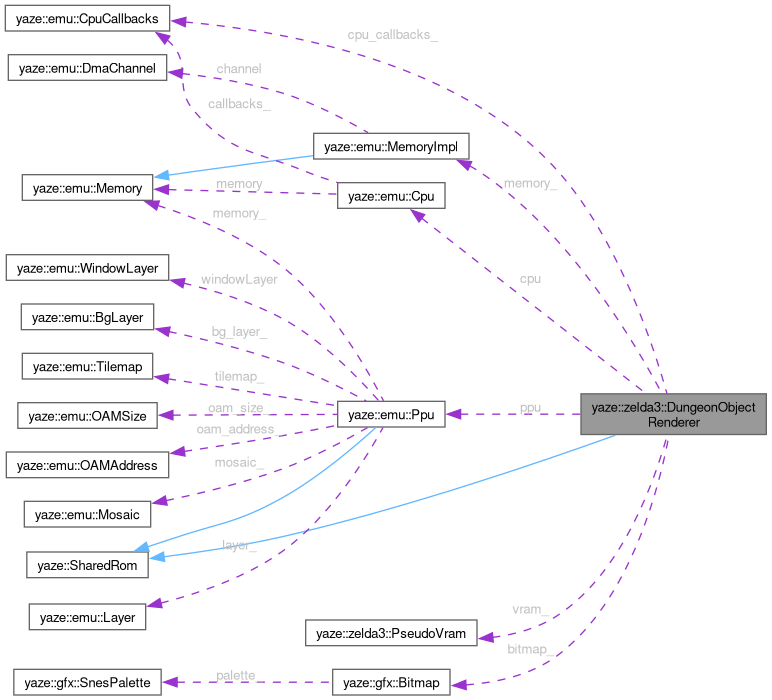 yaze::emu::CpuCallbacks
cpu_callbacks_
yaze::emu::DmaChannel
channel
callbacks_
yaze::emu::MemoryImpl
yaze::emu::Memory
memory
memory_
yaze::emu::Cpu
memory_
yaze::emu::WindowLayer
windowLayer
cpu
yaze::emu::BgLayer
bg_layer_
yaze::emu::Tilemap
tilemap_
yaze::emu::OAMSize
oam_size_
yaze::emu::Ppu
ppu
yaze::zelda3::DungeonObject
Renderer
oam_address_
yaze::emu::OAMAddress
mosaic_
yaze::emu::Mosaic
layer_
yaze::SharedRom
yaze::emu::Layer
vram_
yaze::zelda3::PseudoVram
bitmap_
yaze::gfx::SnesPalette
palette_
yaze::gfx::Bitmap